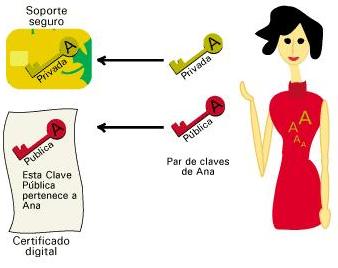 Soporte
seguro
A
Privada
A
Privada
A
Pública
Esta Clave
Pública
pertenece a
Ana
A
Pública
Par de claves
de Ana
A
A
A A
Certificado
digital